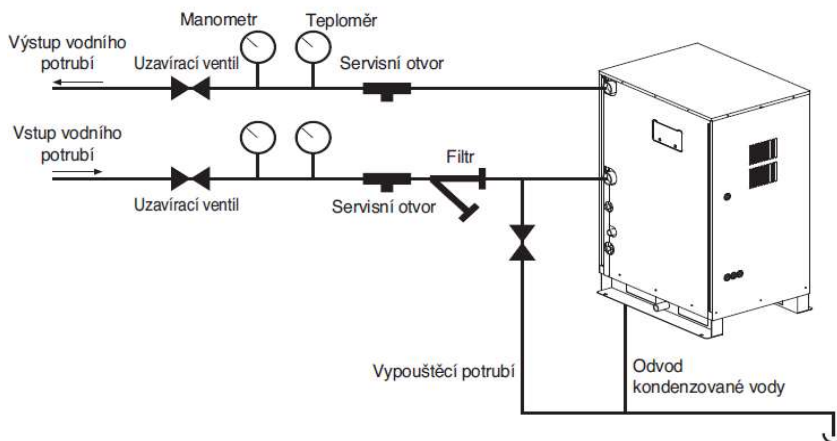 Manometr
Teploměr
Výstup vodního
potrubí
Uzavírací ventil
Servisní otvor
Vstup vodního
potrubí
Filtr
Uzavírací ventil
Servisní otvor
Vypouštěcí potrubí
Odvod
kondenzované vody